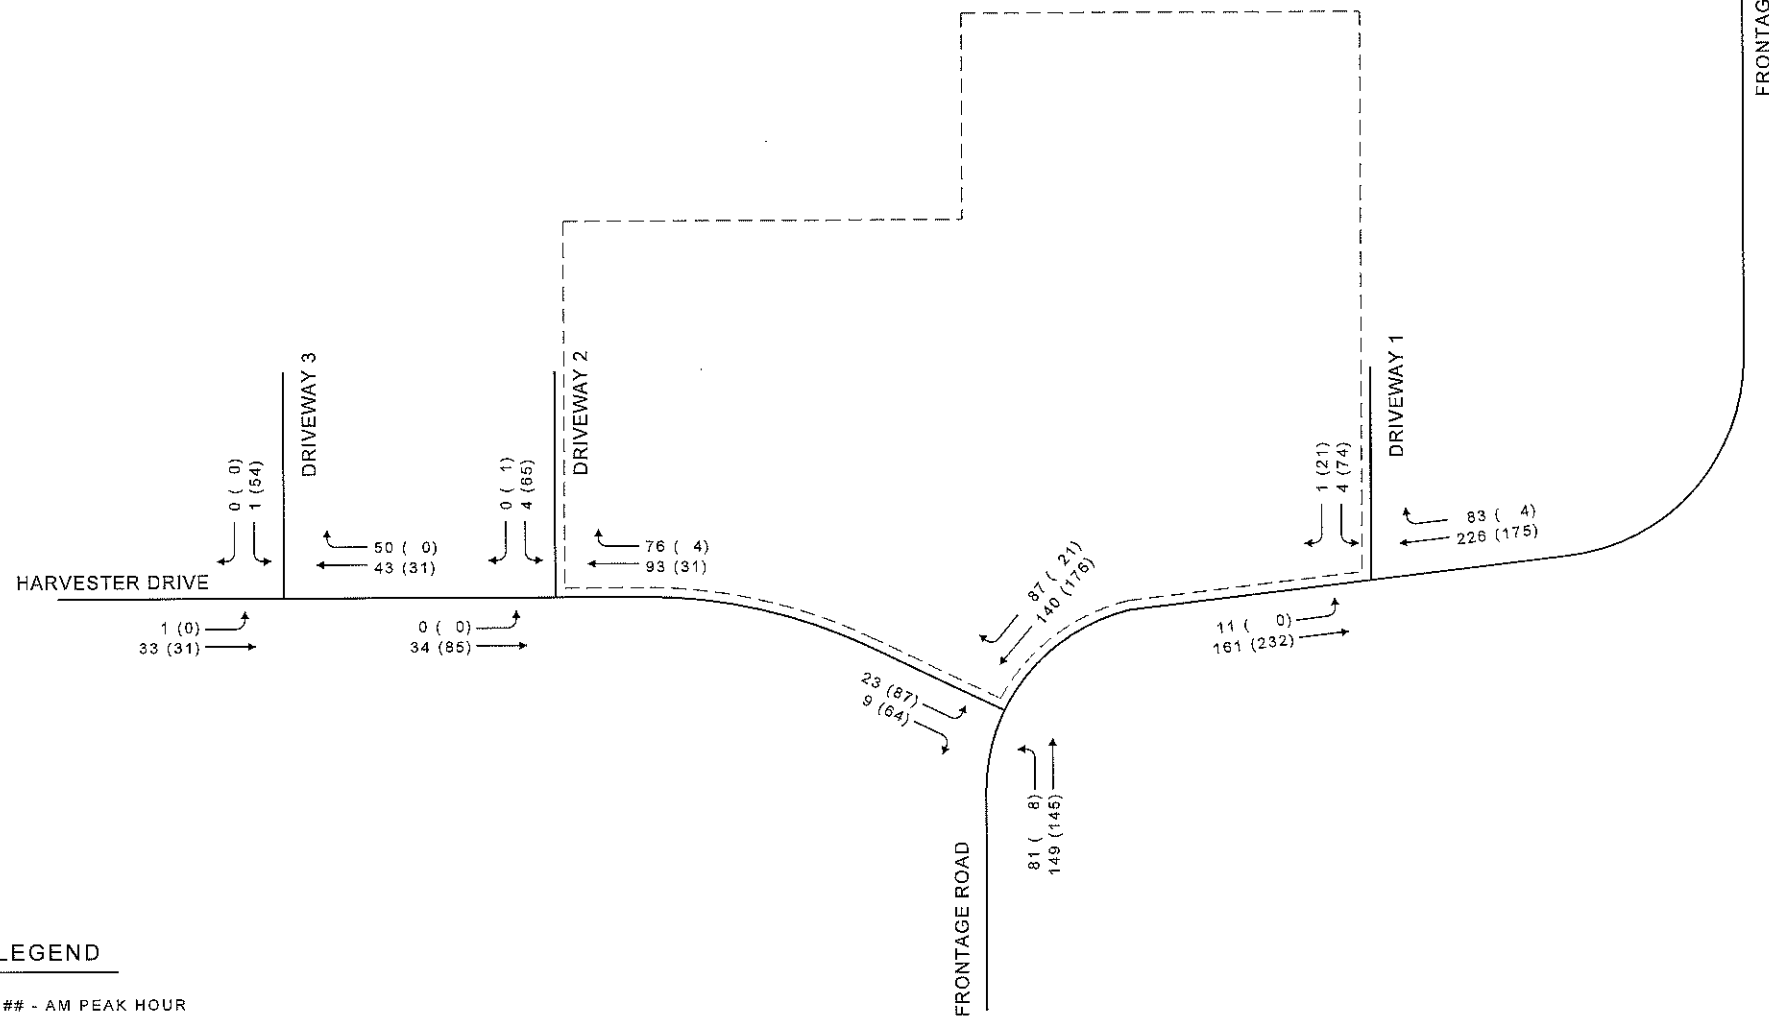 FRONTAG
DRIVEWAY 3
DRIVEWAY 2
DRIVEWAY 1
0 ( 0)
1 (54)
0 ( 1)
4 (65)
1 (21)
4 (74)
83 ( 4)
226 (175)
50 ( 0)
43 (31)
76 ( 4)
93 (31)
87 ( 21)
140 (176)
HARVESTER DRIVE
1 (0)
33 (31)
0 ( 0)
34 (85)
11 ( 0)
161 (232)
23 (87)
9 (64)
81 ( 8)
149 (145)
FRONTAGE ROAD
LEGEND
## - AM PEAK HOUR